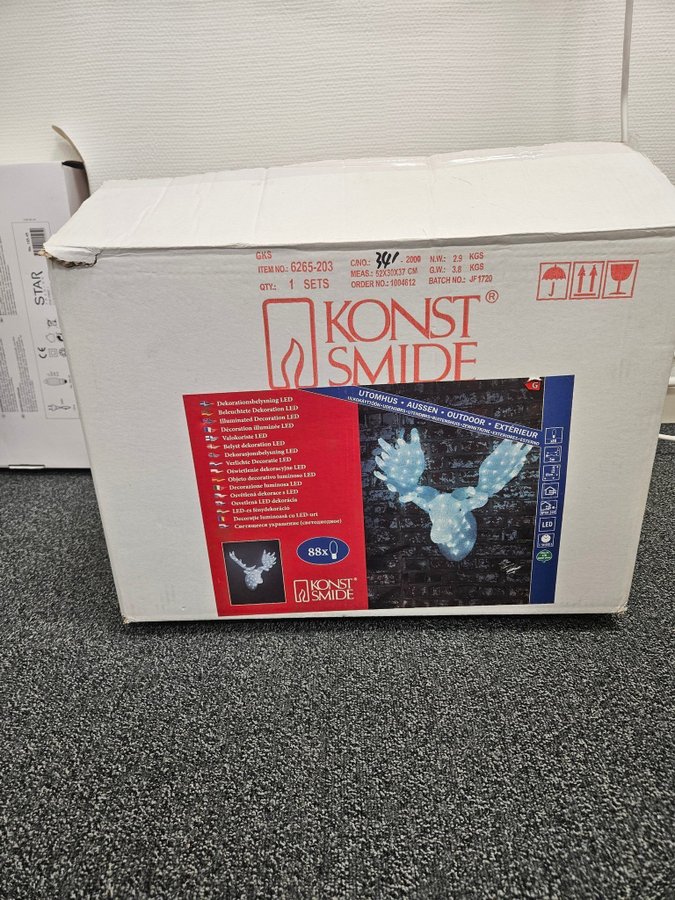 GKS
ITEM NO.: 6265-203
QTY.: 1 SETS
C/NO.: 341 - 2000
MEAS.: 52X30X37 CM
ORDER NO.: 1004612
N.W.: 2.9 KGS
G.W.: 3.8 KGS
BATCH NO.: JF1720
KONST®
SMIDE
G
UTOMHUS • AUSSEN • OUTDOOR • EXTÉRIEUR
Dekorationsbelysning LED
Beleuchtete Dekoration LED
Illuminated Decoration LED
Décoration illuminée LED
Valokoriste LED
Belyst dekoration LED
Dekorasjonsbelysning LED
Verlichte Decoratie LED
Oświetlenie dekoracyjne LED
Objeto decorativo luminoso LED
Decorazione luminosa LED
Osvětlená dekorace s LED
Osvetlená LED dekorácia
LED-es fénydekoráció
Decorație luminoasă cu LED-uri
Светящееся украшение (светодиодное)
88x
KONST®
SMIDE
LED
STAR